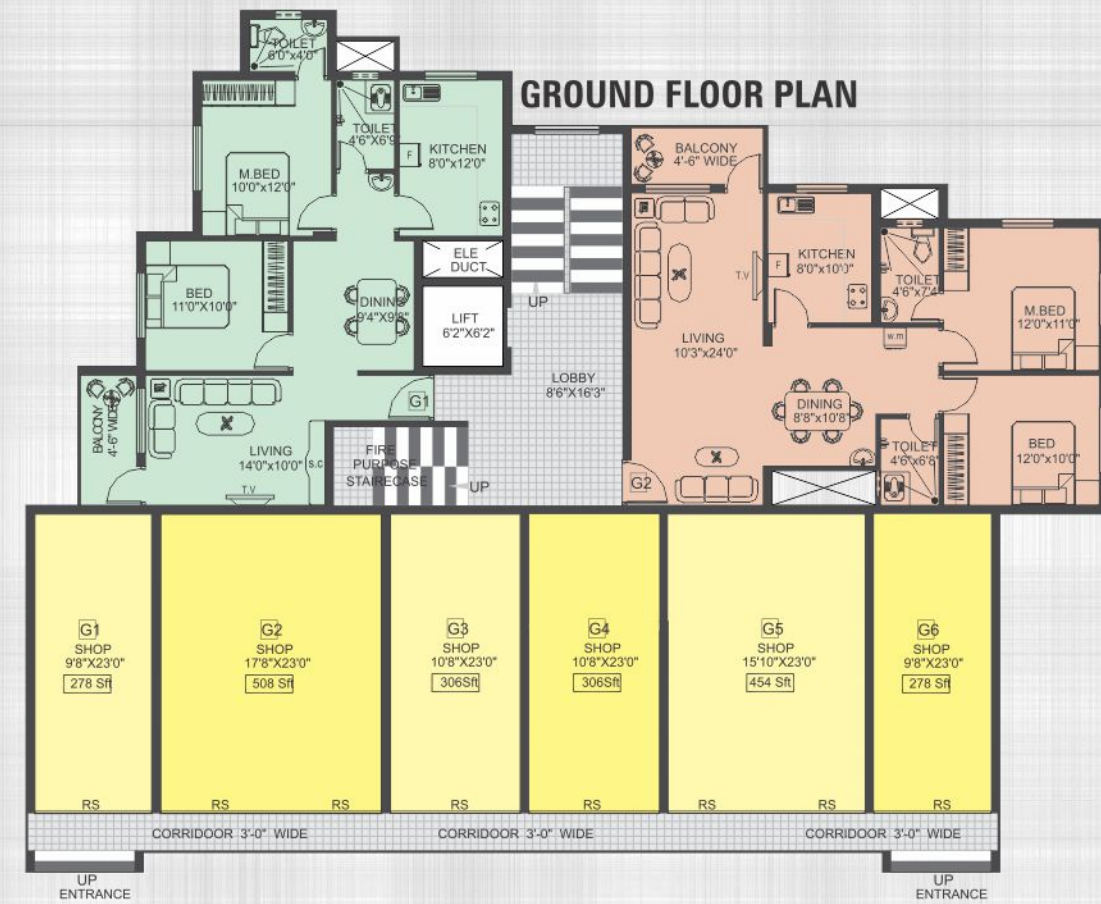 GROUND FLOOR PLAN
TOILET
6'0"x4'0"
TOILET
4'6"X6'9"
KITCHEN
8'0"x12'0"
F
M.BED
10'0"x12'0"
BED
11'0"X10'0"
DINING
9'4"X9'8"
ELE
DUCT
LIFT
6'2"X6'2"
UP
LOBBY
8'6"X16'3"
BALCONY
4'-6" WIDE
LIVING
14'0"x10'0"
S.C
T.V
G1
FIRE
PURPOSE
STAIRECASE
UP
BALCONY
4'-6" WIDE
T.V
LIVING
10'3"x24'0"
KITCHEN
8'0"x10'0"
F
TOILET
4'6"x7'4"
w.m
M.BED
12'0"x11'0"
DINING
8'8"x10'8"
TOILET
4'6"x6'8"
BED
12'0"x10'0"
G2
G1
SHOP
9'8"X23'0"
278 Sft
RS
G2
SHOP
17'8"X23'0"
508 Sft
RS
RS
G3
SHOP
10'8"X23'0"
306Sft
RS
G4
SHOP
10'8"X23'0"
306Sft
RS
G5
SHOP
15'10"X23'0"
454 Sft
RS
RS
G6
SHOP
9'8"X23'0"
278 Sft
RS
CORRIDOOR 3'-0" WIDE
CORRIDOOR 3'-0" WIDE
CORRIDOOR 3'-0" WIDE
UP
ENTRANCE
UP
ENTRANCE